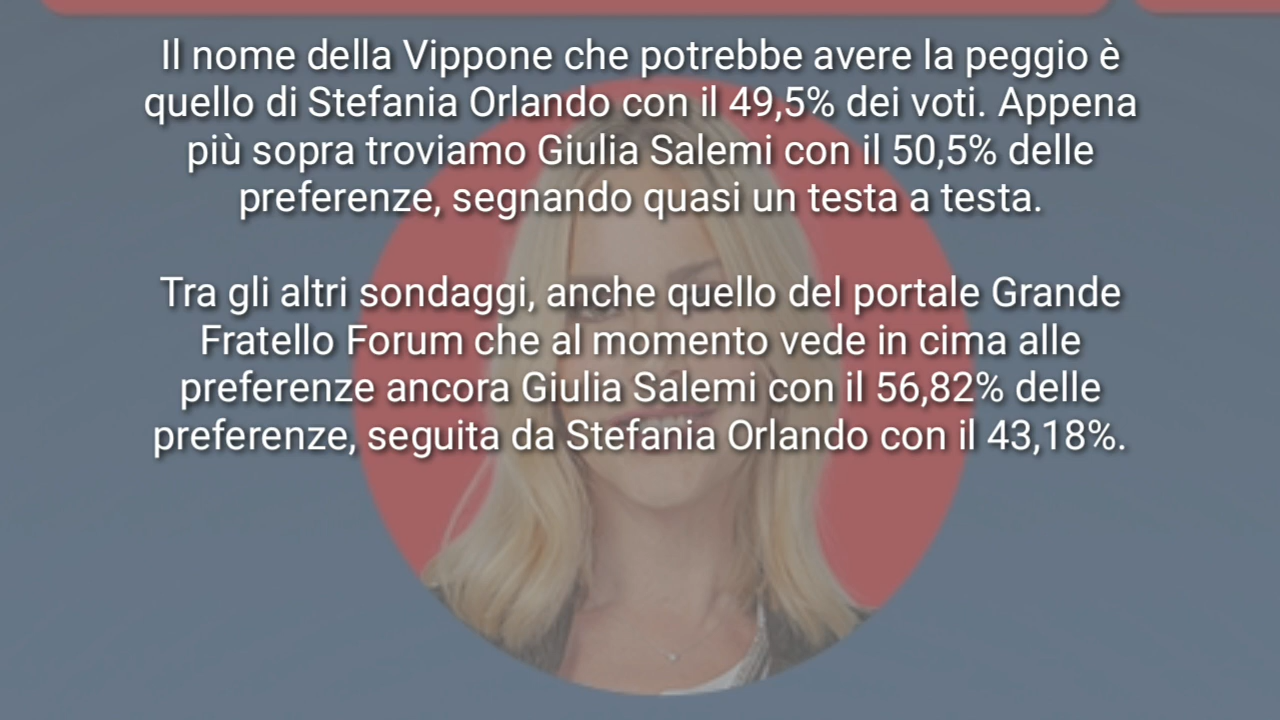 Il nome della Vippone che potrebbe avere la peggio è
quello di Stefania Orlando con il 49,5% dei voti. Appena
più sopra troviamo Giulia Salemi con il 50,5% delle
preferenze, segnando quasi un testa a testa.
Tra gli altri sondaggi, anche quello del portale Grande
Fratello Forum che al momento vede in cima alle
preferenze ancora Giulia Salemi con il 56,82% delle
preferenze, seguita da Stefania Orlando con il 43,18%.